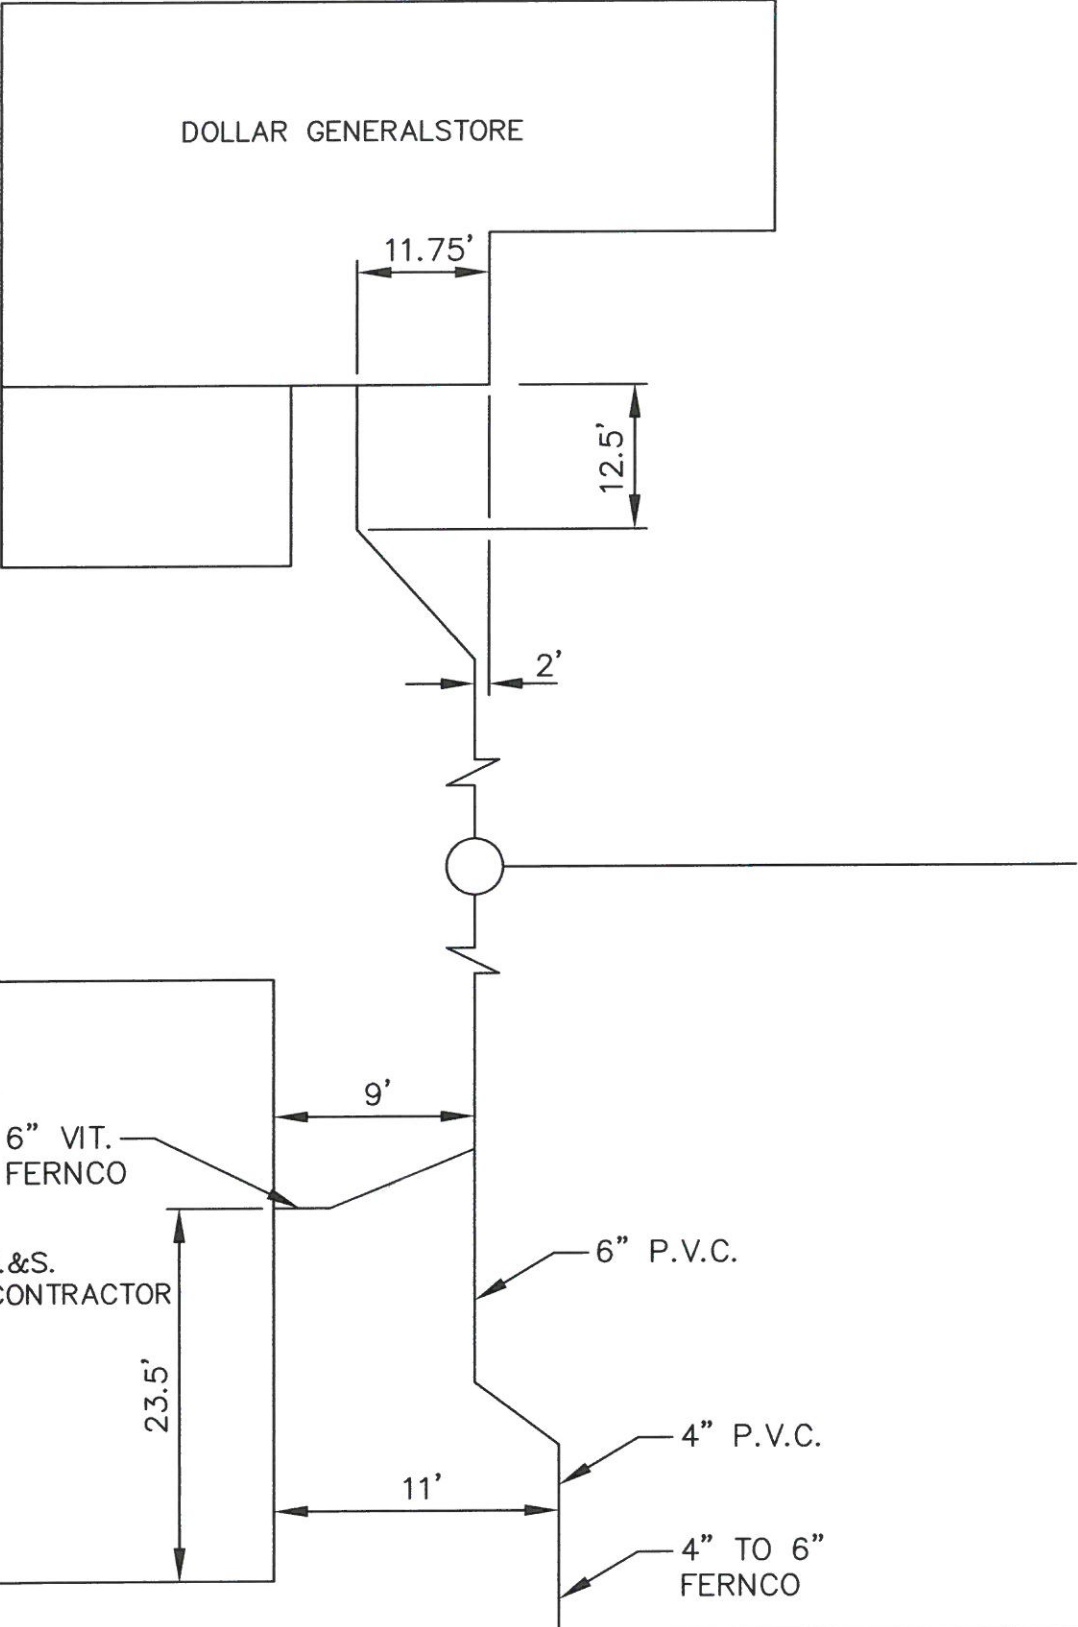 DOLLAR GENERALSTORE
11.75’
12.5’
2’
9’
6” VIT.
FERNCO
.&S.
CONTRACTOR
6” P.V.C.
23.5’
4” P.V.C.
11’
4” TO 6”
FERNCO